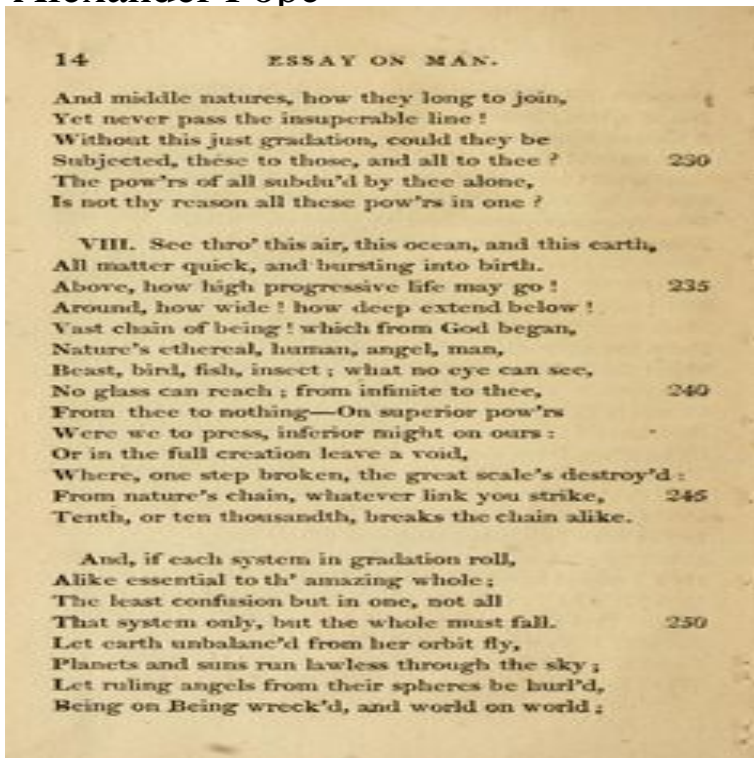 Alexander Pope
14 ESSAY ON MAN.
And middle natures, how they long to join,
Yet never pass the insuperable line !
Without this just gradation, could they be
Subjected, these to those, and all to thee ? 230
The pow'rs of all subdu'd by thee alone,
Is not thy reason all these pow'rs in one ?
VIII. See thro' this air, this ocean, and this earth,
All matter quick, and bursting into birth.
Above, how high progressive life may go ! 235
Around, how wide ! how deep extend below !
Vast chain of being ! which from God began,
Nature's ethereal, human, angel, man,
Beast, bird, fish, insect ; what no eye can see,
No glass can reach ; from infinite to thee, 240
From thee to nothing—On superior pow'rs
Were we to press, inferior might on ours :
Or in the full creation leave a void,
Where, one step broken, the great scale's destroy'd :
From nature's chain, whatever link you strike, 245
Tenth, or ten thousandth, breaks the chain alike.
And, if each system in gradation roll,
Alike essential to th' amazing whole ;
The least confusion but in one, not all
That system only, but the whole must fall. 250
Let earth unbalanc'd from her orbit fly,
Planets and suns run lawless through the sky ;
Let ruling angels from their spheres be hurl'd,
Being on Being wreck'd, and world on world ;